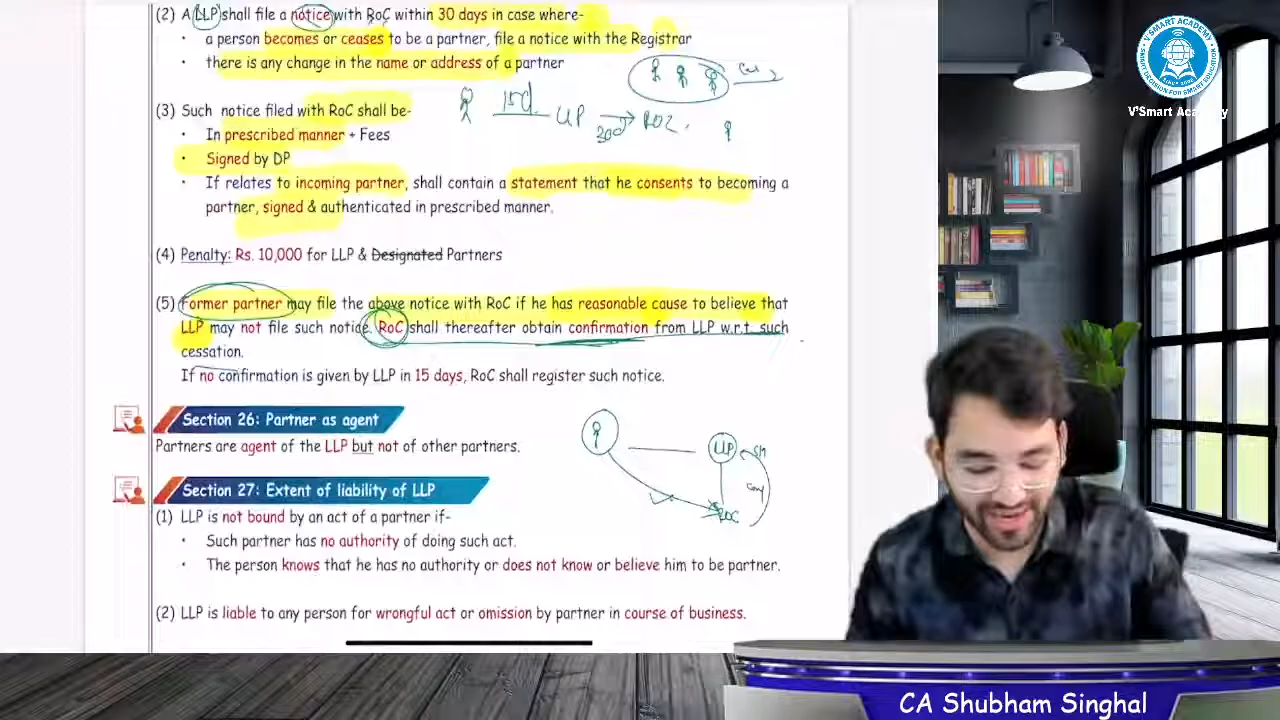 (2) A LLP shall file a notice with RoC within 30 days in case where-
• a person becomes or ceases to be a partner, file a notice with the Registrar
• there is any change in the name or address of a partner
(3) Such notice filed with RoC shall be-
• In prescribed manner + Fees
• Signed by DP
• If relates to incoming partner, shall contain a statement that he consents to becoming a
partner, signed & authenticated in prescribed manner.
15d LLP 30d ROC
(4) Penalty: Rs. 10,000 for LLP & Designated Partners
(5) Former partner may file the above notice with RoC if he has reasonable cause to believe that
LLP may not file such notice. RoC shall thereafter obtain confirmation from LLP w.r.t. such
cessation.
If no confirmation is given by LLP in 15 days, RoC shall register such notice.
Section 26: Partner as agent
Partners are agent of the LLP but not of other partners.
LLP
ROC
Section 27: Extent of liability of LLP
(1) LLP is not bound by an act of a partner if-
• Such partner has no authority of doing such act.
• The person knows that he has no authority or does not know or believe him to be partner.
(2) LLP is liable to any person for wrongful act or omission by partner in course of business.
V'SMART ACADEMY
V'Smart Academy
CA Shubham Singhal